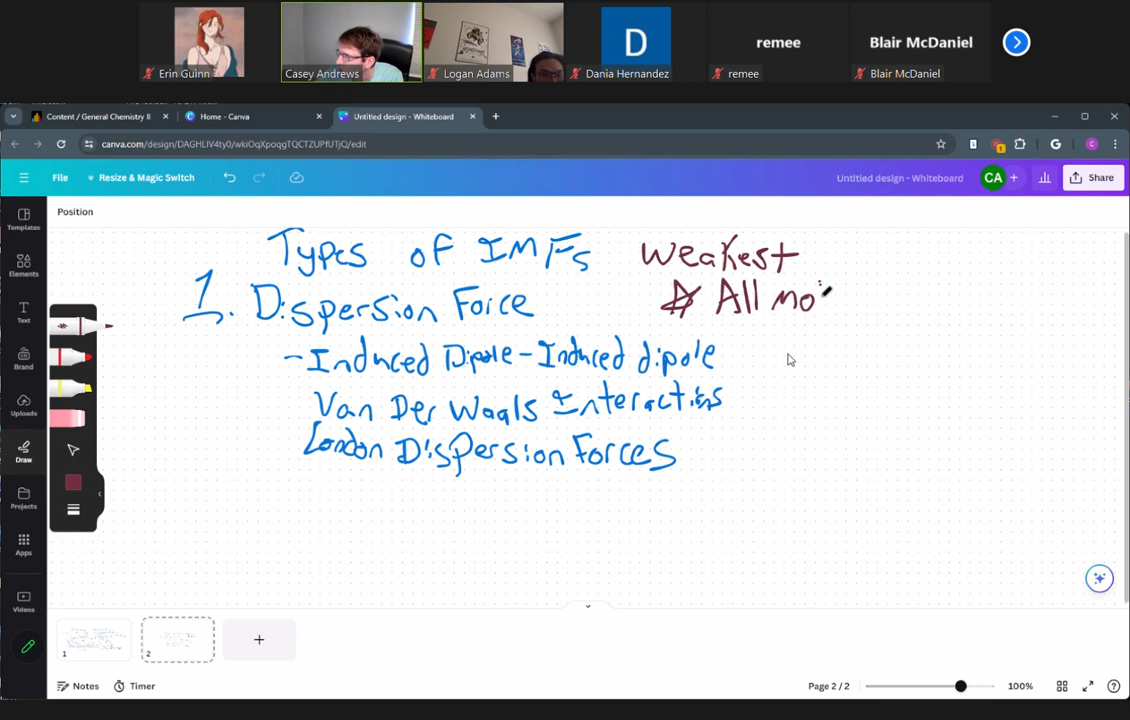 Erin Guinn
Casey Andrews
Logan Adams
D
Dania Hernandez
remee
remee
Blair McDaniel
Blair McDaniel
Content / General Chemistry II
Home - Canva
Untitled design - Whiteboard
canva.com/design/DAGHLIV4ty0/wkiOqXpoqgTQCTZUPfUTjQ/edit
G
C
File
Resize & Magic Switch
Untitled design - Whiteboard
CA
Share
Position
Templates
Elements
Text
Brand
Uploads
Draw
Projects
Apps
Videos
Types of IMFs Weakest
1. Dispersion Force All mo
- Induced Dipole - Induced dipole
Van Der Waals Interactions
London Dispersion Forces
1
2
Notes
Timer
Page 2 / 2
100%